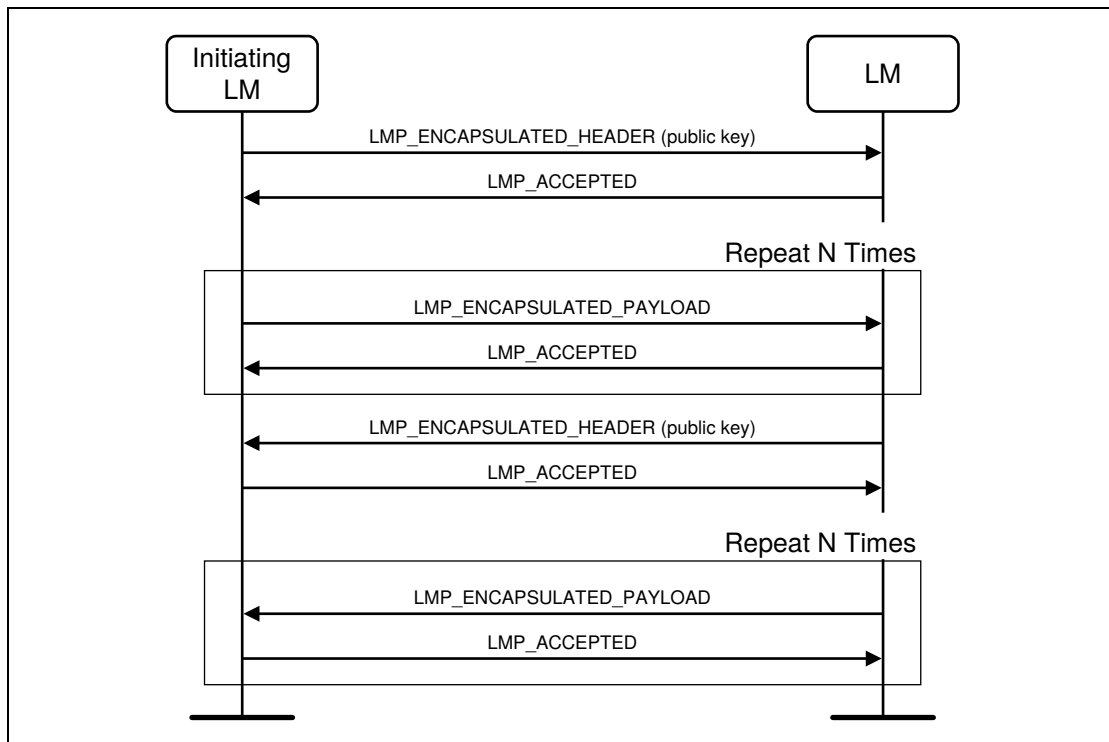 Initiating
LM
LM
LMP_ENCAPSULATED_HEADER (public key)
LMP_ACCEPTED
Repeat N Times
LMP_ENCAPSULATED_PAYLOAD
LMP_ACCEPTED
LMP_ENCAPSULATED_HEADER (public key)
LMP_ACCEPTED
Repeat N Times
LMP_ENCAPSULATED_PAYLOAD
LMP_ACCEPTED